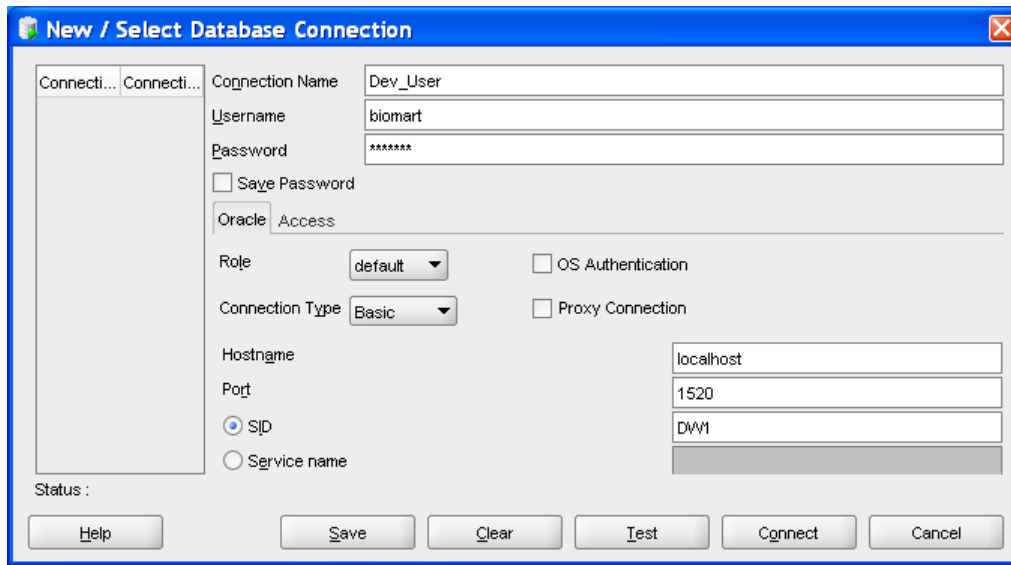 New / Select Database Connection
Connecti... Connecti...
Connection Name Dev_User
Username biomart
Password *******
Save Password
Oracle Access
Role default OS Authentication
Connection Type Basic Proxy Connection
Hostname localhost
Port 1520
SID DW1
Service name
Status :
Help Save Clear Test Connect Cancel